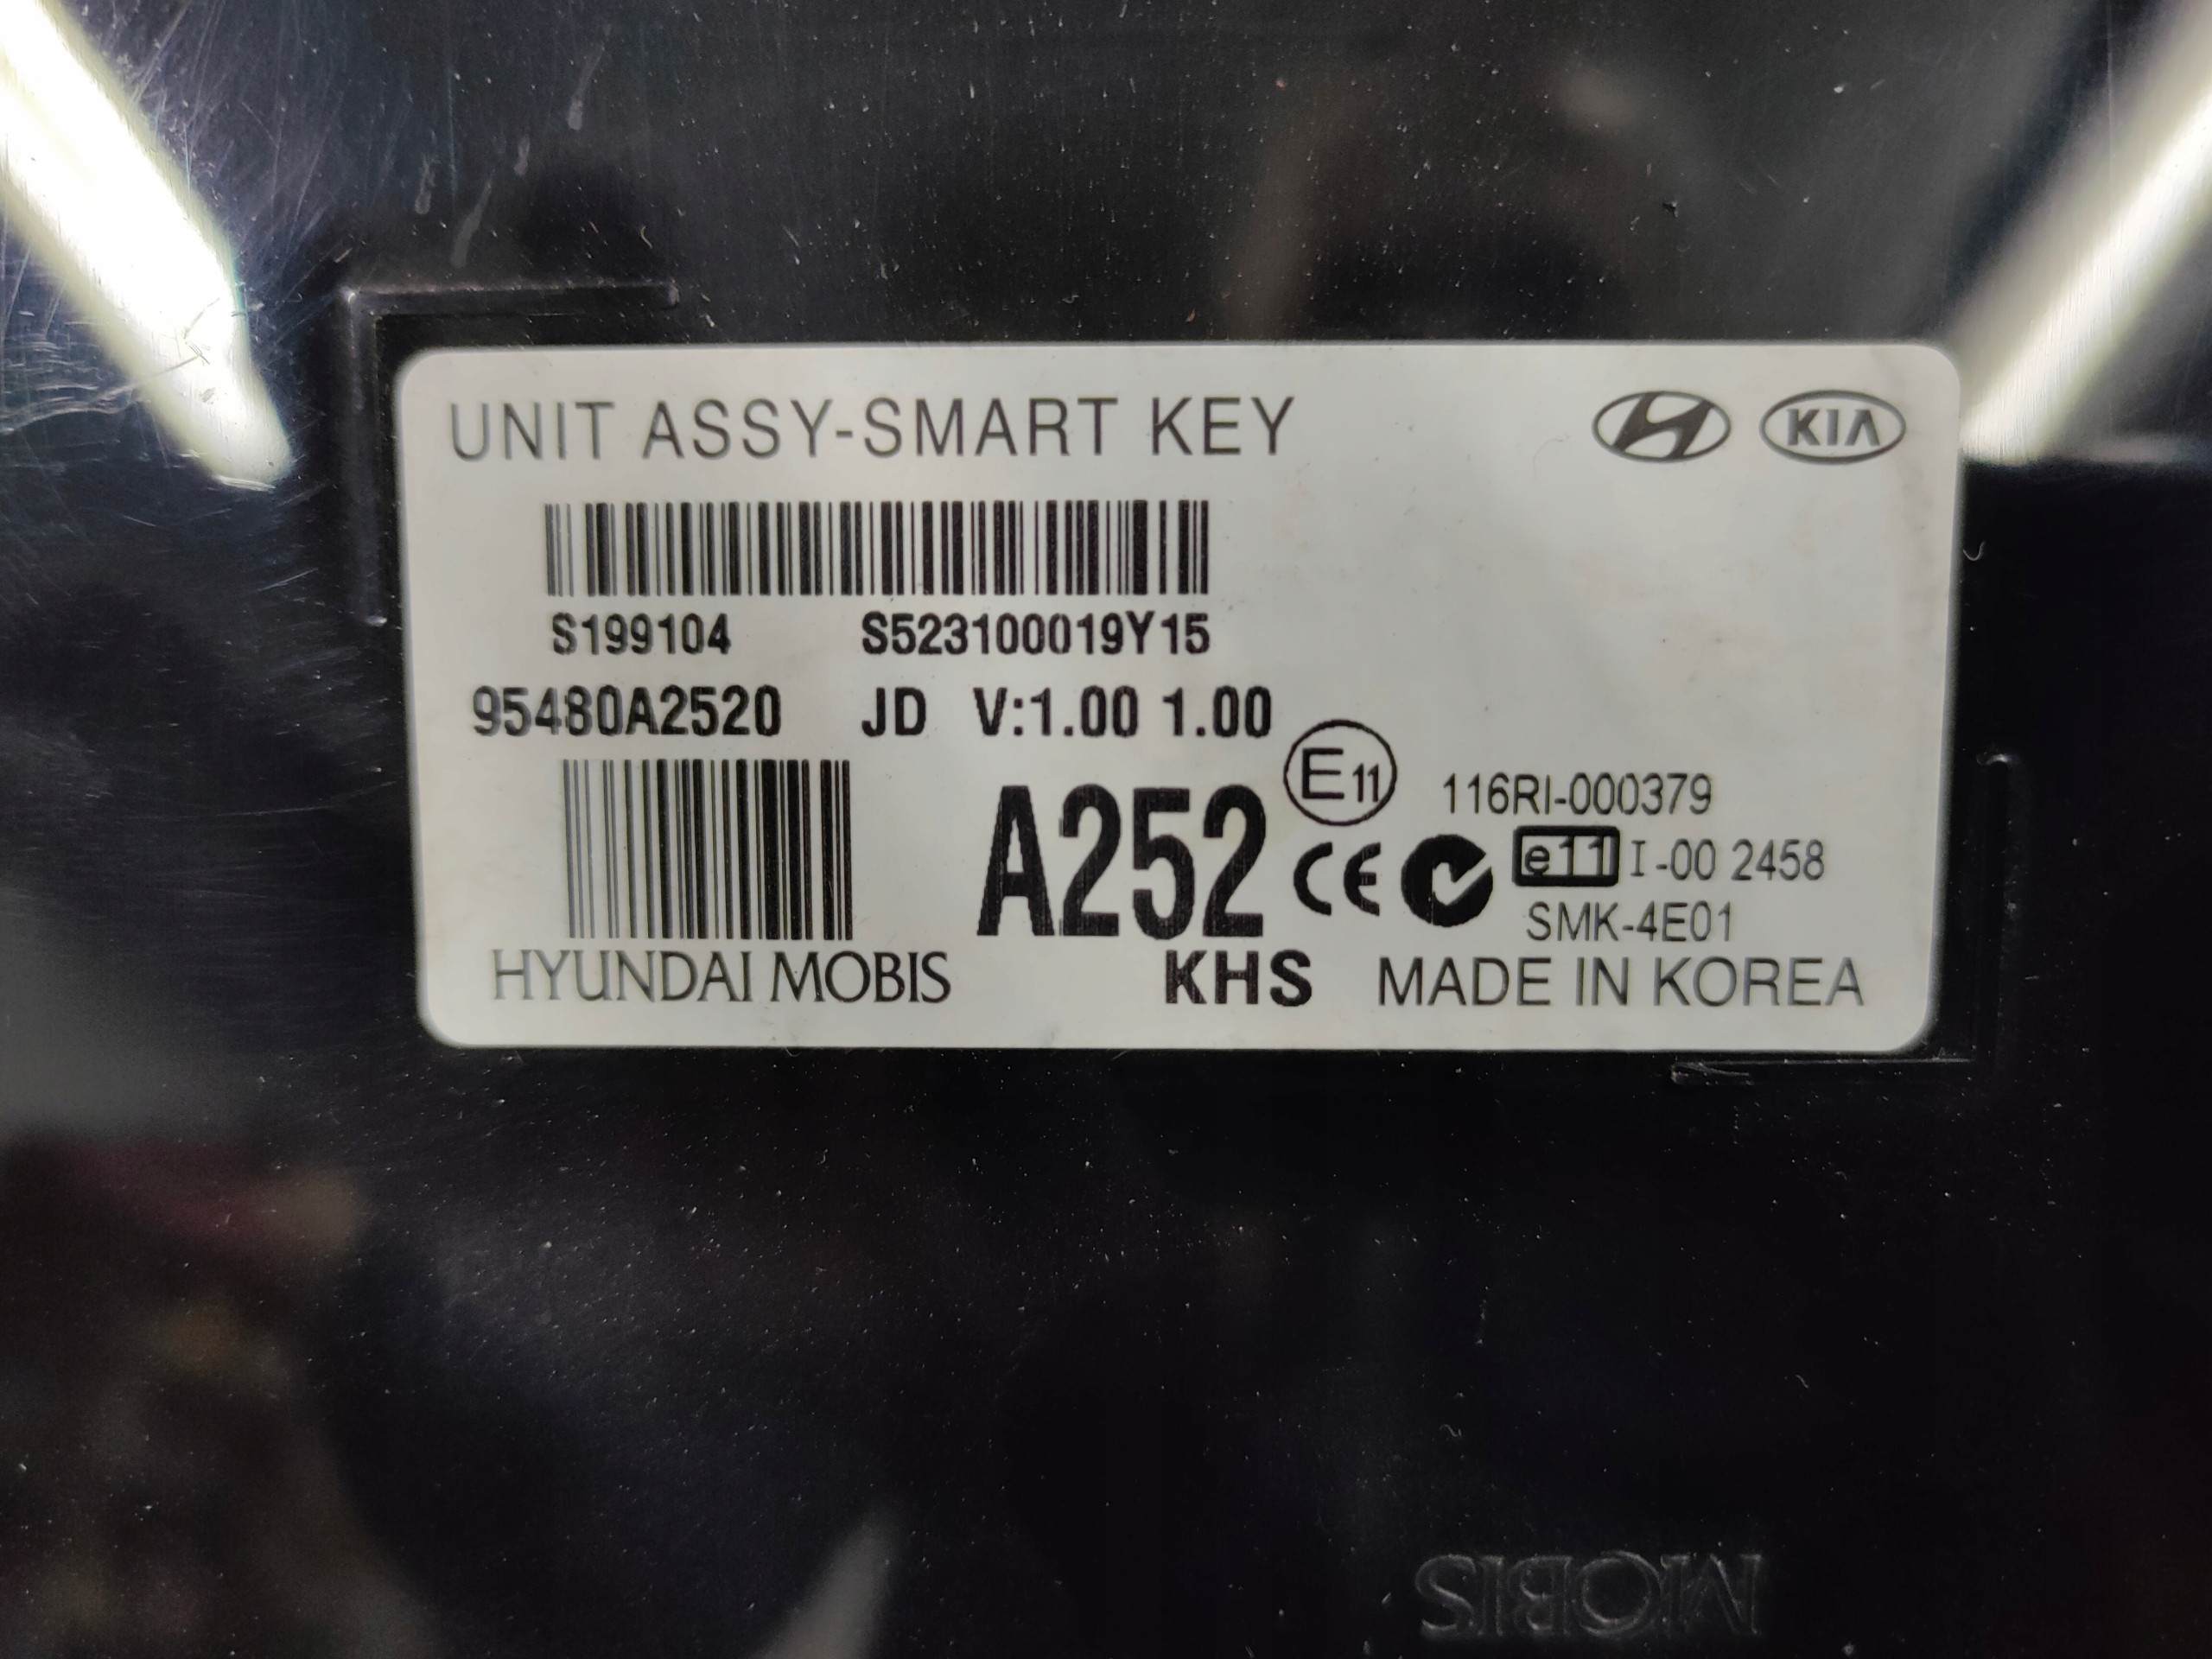 UNIT ASSY-SMART KEY
KIA
S199104 S523100019Y15
95480A2520 JD V:1.00 1.00
A252
E11 116RI-000379
CE e11 I-00 2458
SMK-4E01
HYUNDAI MOBIS KHS MADE IN KOREA
MOBIS